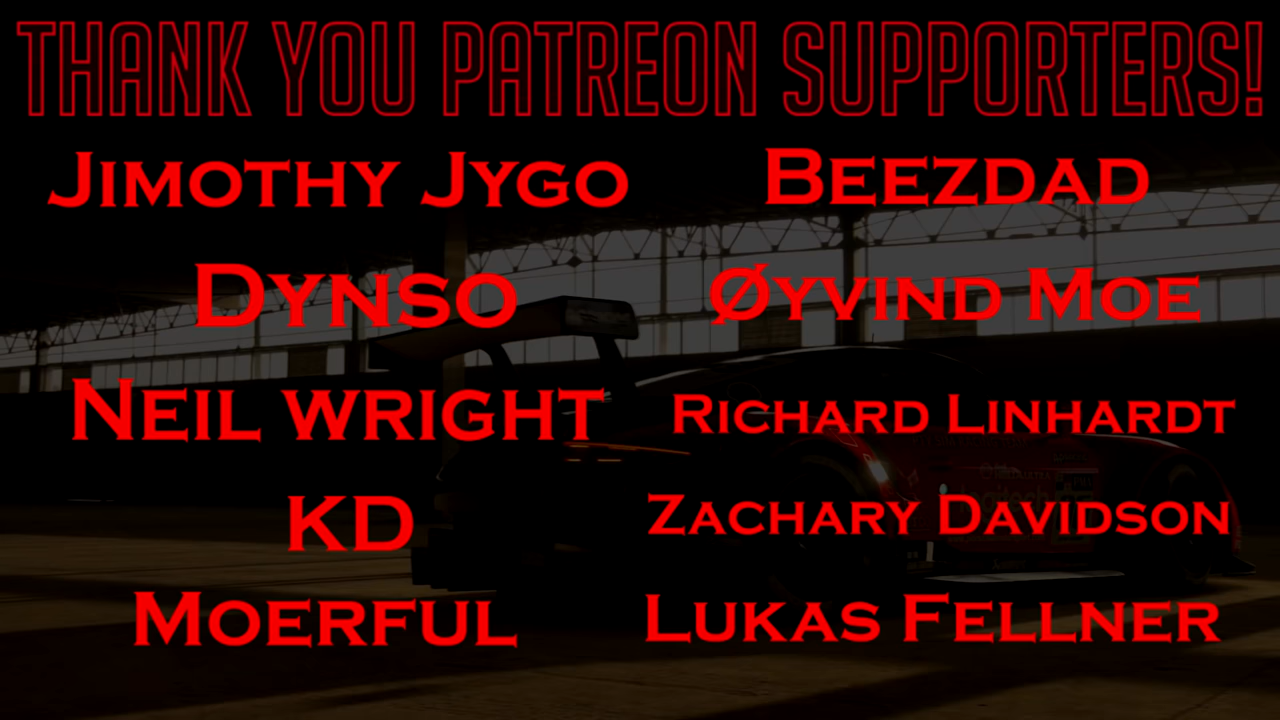 THANK YOU PATREON SUPPORTERS!
JIMOTHY JYGO
BEEZDAD
DYNSO
ØYVIND MOE
NEIL WRIGHT
RICHARD LINHARDT
KD
ZACHARY DAVIDSON
MOERFUL
LUKAS FELLNER